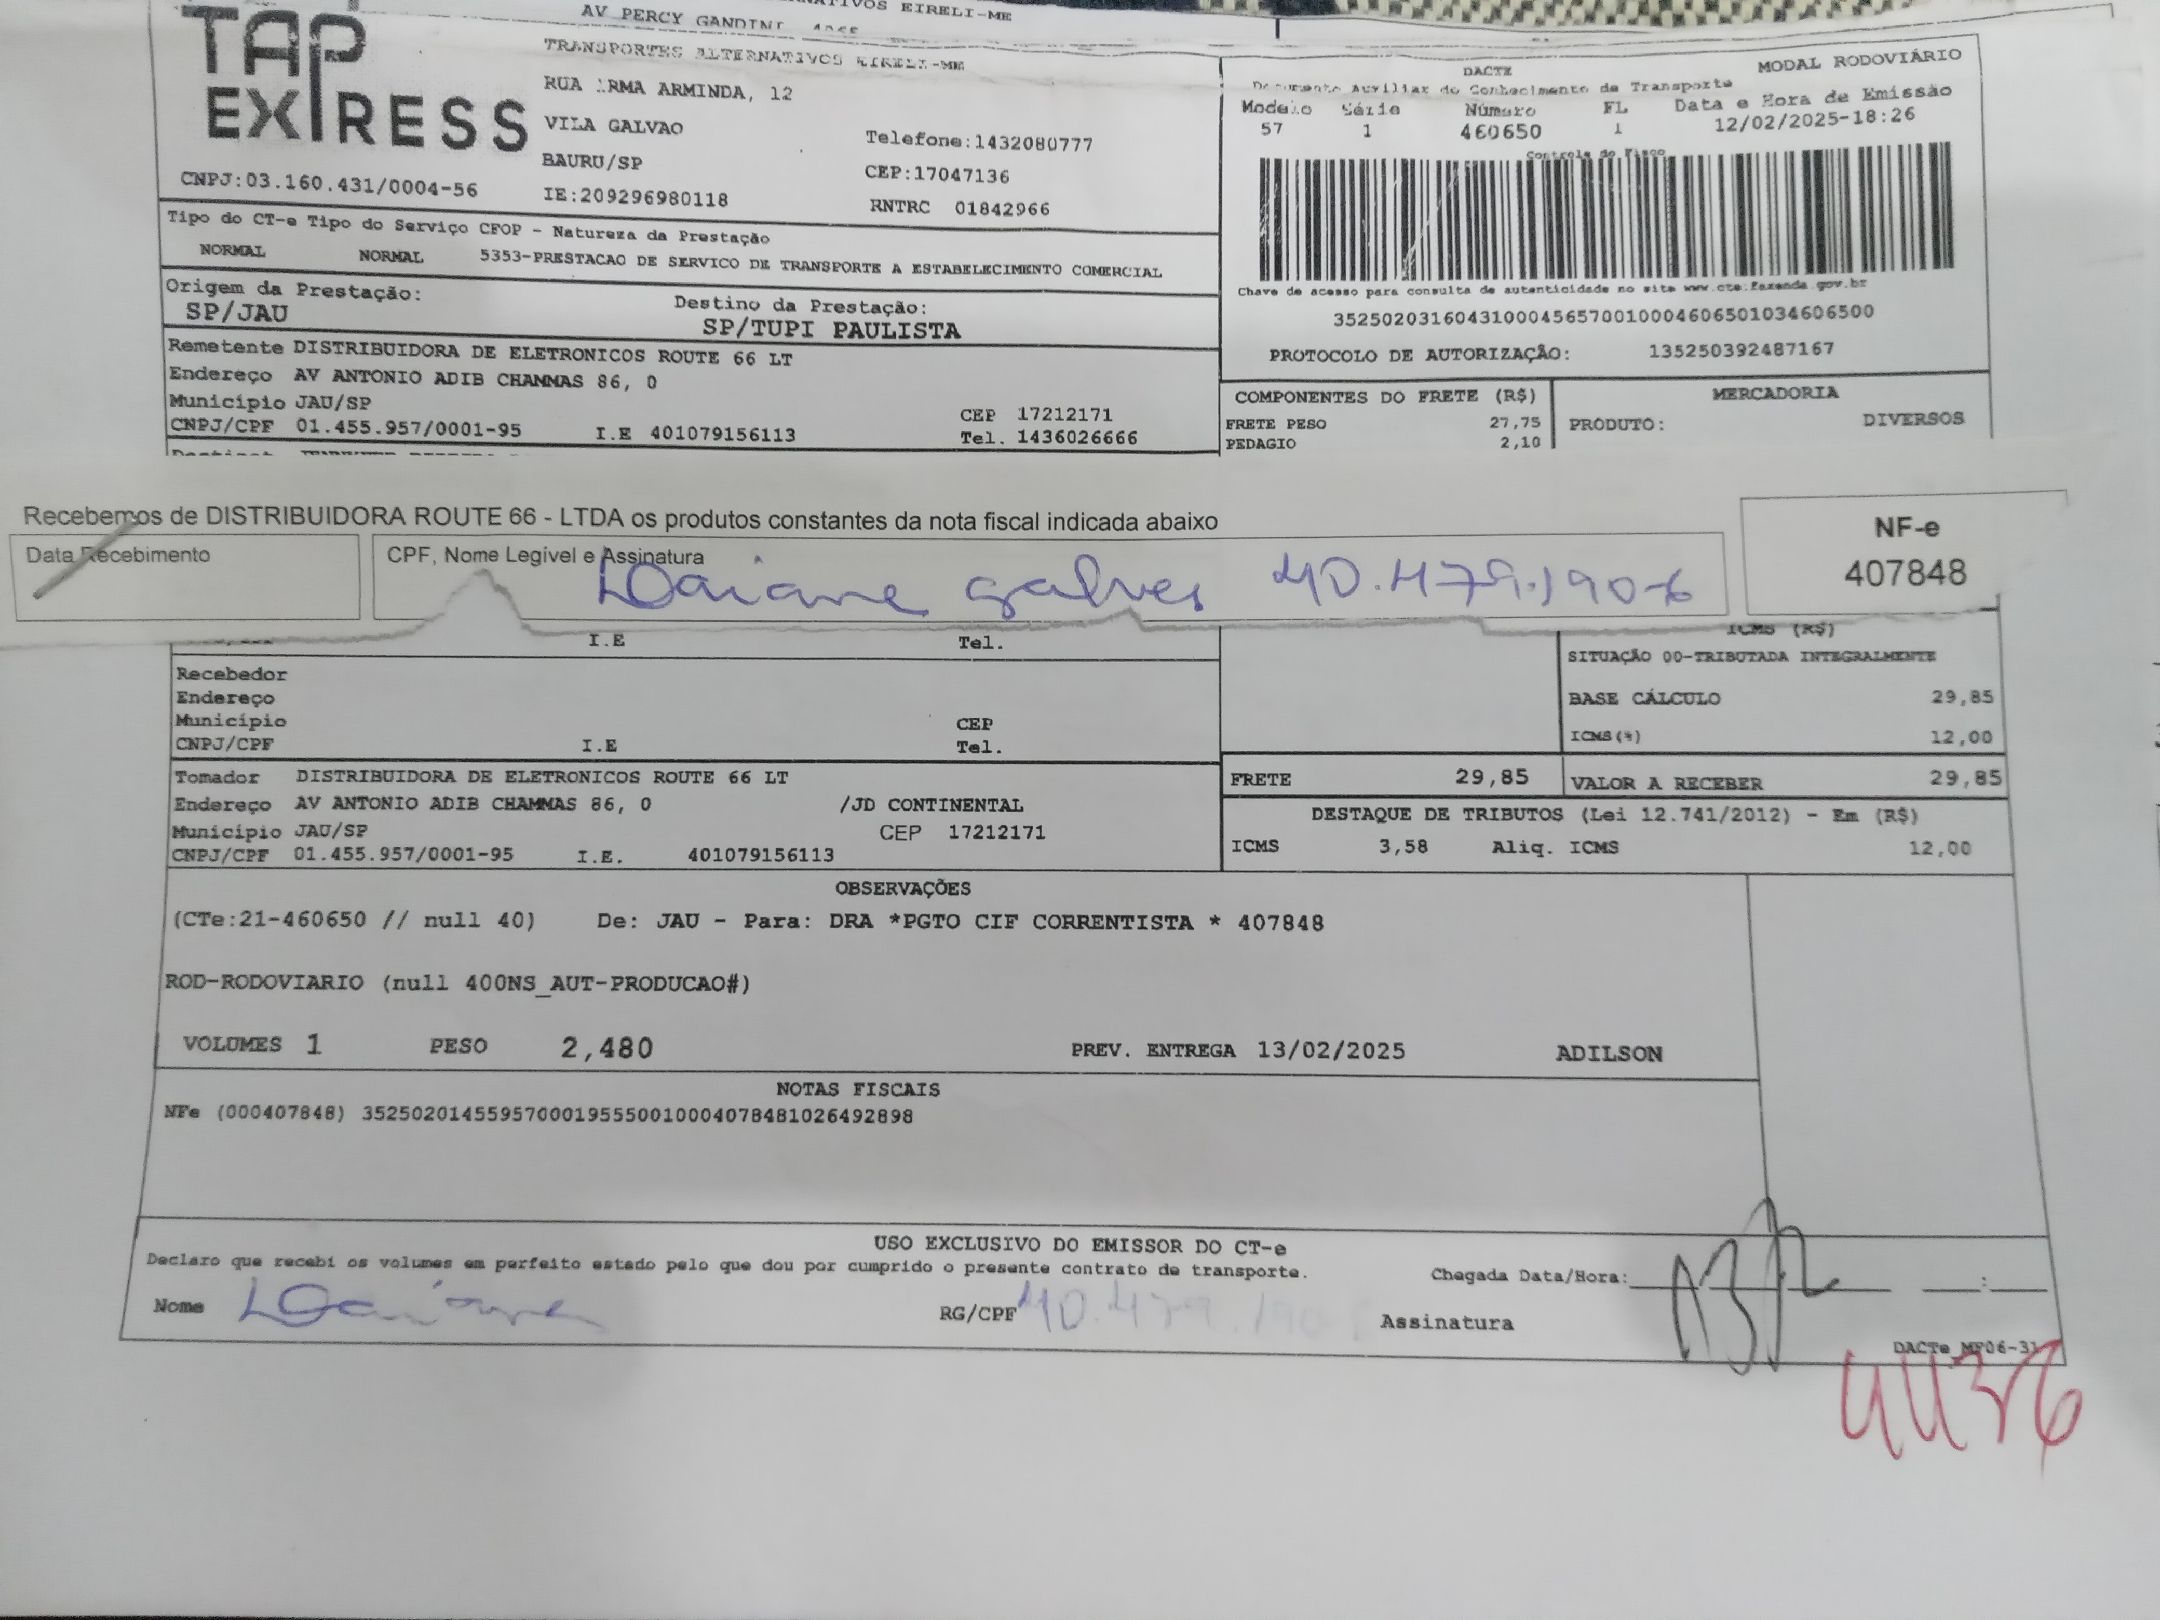 AV PERCY GANDINI
EIRELI-ME
TAP EXPRESS
TRANSPORTES ALTERNATIVOS EIRELI-ME
RUA IRMA ARMINDA, 12
VILA GALVAO
Telefone:1432080777
BAURU/SP
CEP:17047136
CNPJ:03.160.431/0004-56
IE:209296980118
RNTRC 01842966
DACTE
MODAL RODOVIÁRIO
Documento Auxiliar do Conhecimento de Transporte
Modelo Série Número FL Data e Hora de Emissão
57 1 460650 1 12/02/2025-18:26
Controle do Fisco
Chave de acesso para consulta de autenticidade no site www.cte.fazenda.gov.br
35250203160431000456570010004606501034606500
PROTOCOLO DE AUTORIZAÇÃO: 135250392487167
Tipo do CT-e Tipo do Serviço CFOP - Natureza da Prestação
NORMAL NORMAL 5353-PRESTACAO DE SERVICO DE TRANSPORTE A ESTABELECIMENTO COMERCIAL
Origem da Prestação: Destino da Prestação:
SP/JAU SP/TUPI PAULISTA
Remetente DISTRIBUIDORA DE ELETRONICOS ROUTE 66 LT
Endereço AV ANTONIO ADIB CHAMMAS 86, 0
Município JAU/SP CEP 17212171
CNPJ/CPF 01.455.957/0001-95 I.E 401079156113 Tel. 1436026666
COMPONENTES DO FRETE (R$) MERCADORIA
FRETE PESO 27,75 PRODUTO: DIVERSOS
PEDAGIO 2,10
Recebemos de DISTRIBUIDORA ROUTE 66 - LTDA os produtos constantes da nota fiscal indicada abaixo
NF-e
407848
Data Recebimento
CPF, Nome Legível e Assinatura
Daiane Galves
I.E Tel.
ICMS (R$)
SITUAÇÃO 00-TRIBUTADA INTEGRALMENTE
BASE CÁLCULO 29,85
ICMS(%) 12,00
Recebedor
Endereço
Município CEP
CNPJ/CPF I.E Tel.
Tomador DISTRIBUIDORA DE ELETRONICOS ROUTE 66 LT
Endereço AV ANTONIO ADIB CHAMMAS 86, 0 /JD CONTINENTAL
Município JAU/SP CEP 17212171
CNPJ/CPF 01.455.957/0001-95 I.E. 401079156113
FRETE 29,85 VALOR A RECEBER 29,85
DESTAQUE DE TRIBUTOS (Lei 12.741/2012) - Em (R$)
ICMS 3,58 Aliq. ICMS 12,00
OBSERVAÇÕES
(CTe:21-460650 // null 40) De: JAU - Para: DRA *PGTO CIF CORRENTISTA * 407848
ROD-RODOVIARIO (null 400NS_AUT-PRODUCAO#)
VOLUMES 1 PESO 2,480 PREV. ENTREGA 13/02/2025 ADILSON
NOTAS FISCAIS
NFe (000407848) 35250201455957000195550010004078481026492898
USO EXCLUSIVO DO EMISSOR DO CT-e
Declaro que recebi os volumes em perfeito estado pelo que dou por cumprido o presente contrato de transporte.
Chegada Data/Hora: :
Nome Daiane RG/CPF Assinatura
DACTe_MF06-31